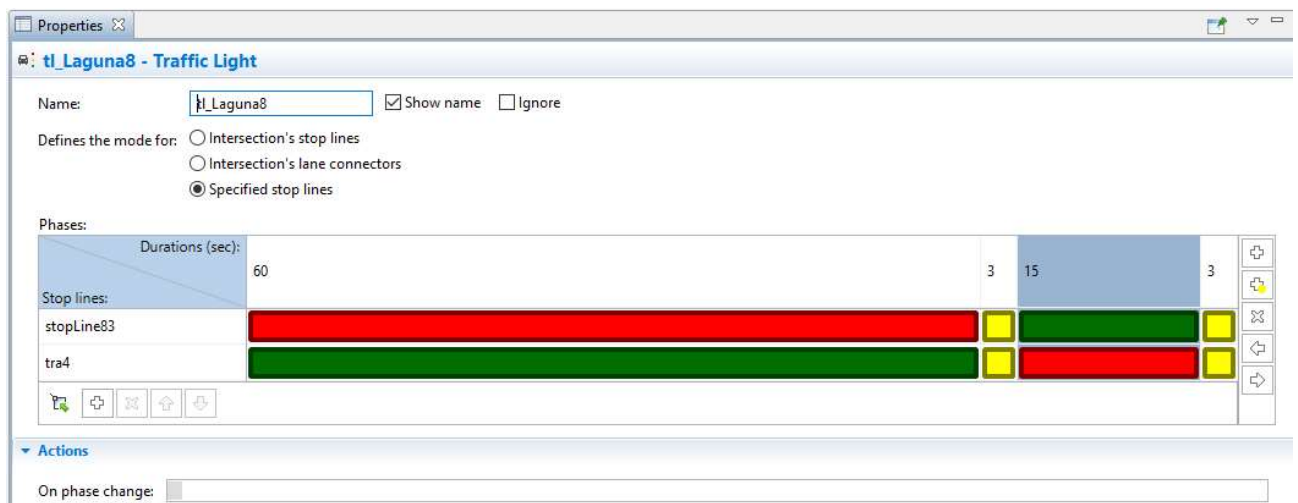 Properties
tl_Laguna8 - Traffic Light
Name: tl_Laguna8 Show name Ignore
Defines the mode for: Intersection's stop lines
Intersection's lane connectors
Specified stop lines
Phases:
Durations (sec):
60 3 15 3
Stop lines:
stopLine83
tra4
Actions
On phase change: